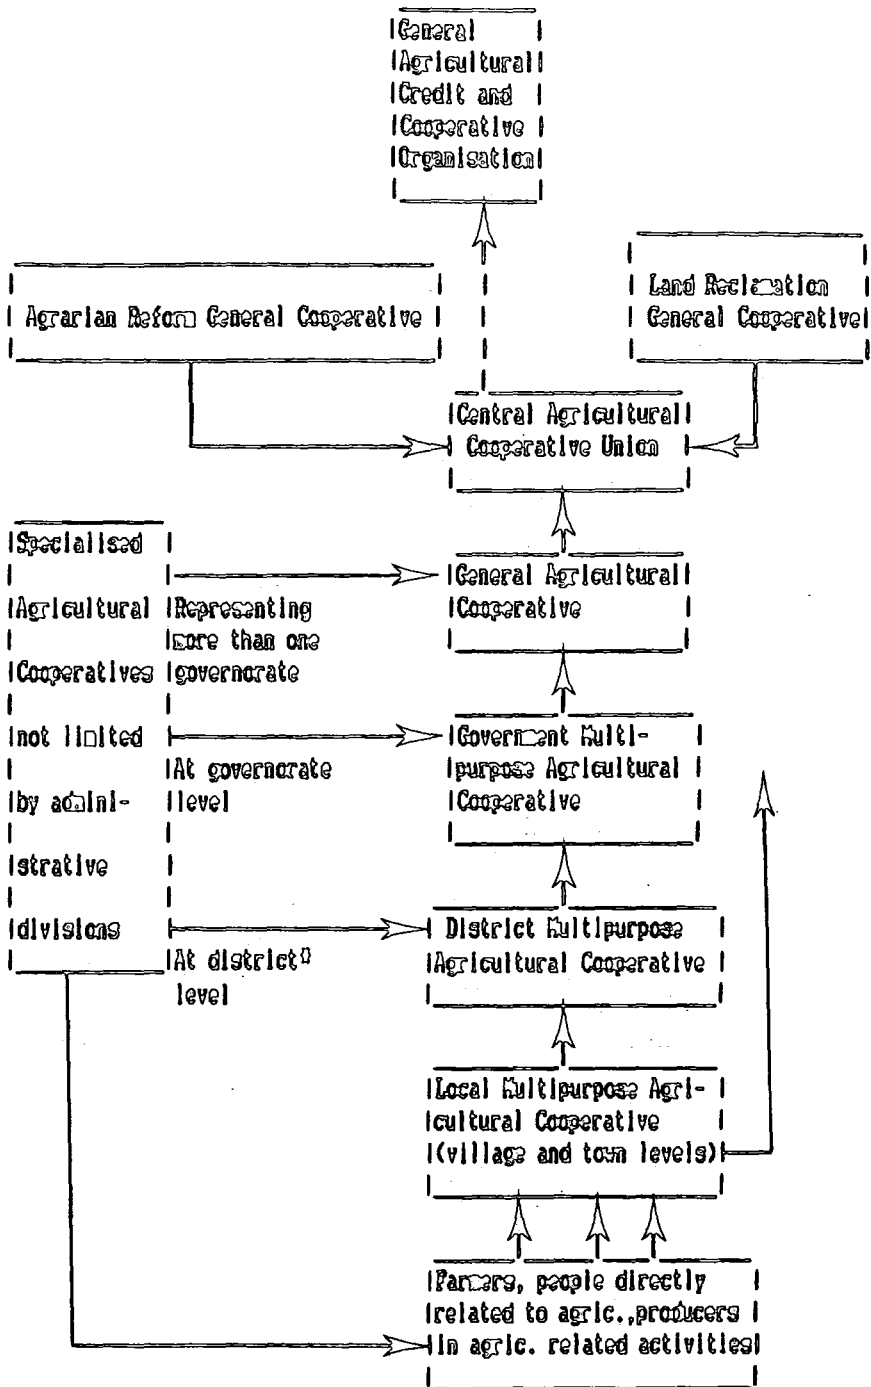 General
Agricultural
Credit and
Cooperative
Organisation
Agrarian Reform General Cooperative
Land Reclamation
General Cooperative
Central Agricultural
Cooperative Union
Specialised
Agricultural
Cooperatives
not limited
by admini-
strative
divisions
Representing
more than one
governorate
At governorate
level
At district
level
General Agricultural
Cooperative
Government Multi-
purpose Agricultural
Cooperative
District Multipurpose
Agricultural Cooperative
Local Multipurpose Agri-
cultural Cooperative
(village and town levels)
Farmers, people directly
related to agric.,producers
in agric. related activities